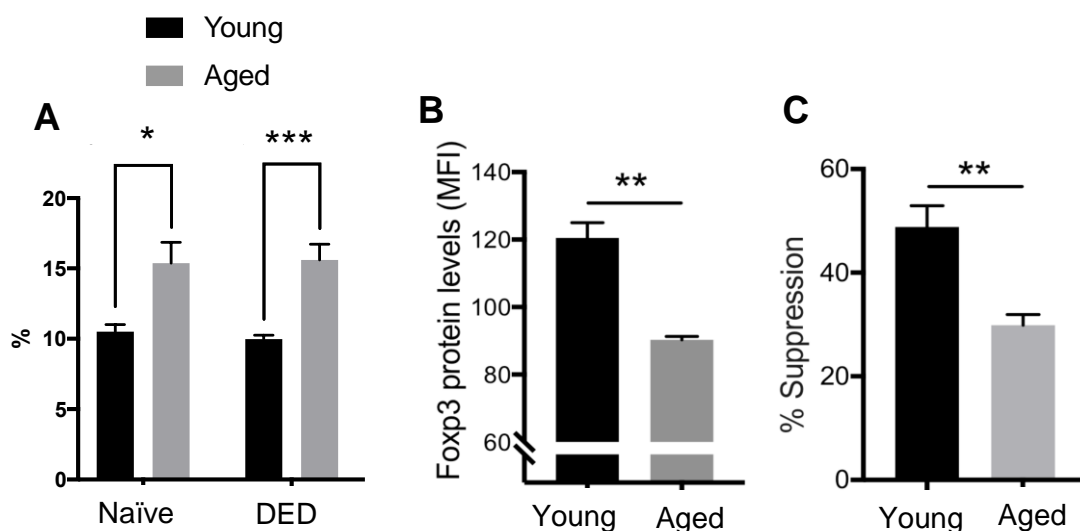 Young
Aged
A
*
***
20
15
10
5
0
%
Naïve
DED
B
Foxp3 protein levels (MFI)
140
120
100
80
60
**
Young
Aged
C
% Suppression
60
40
20
0
**
Young
Aged